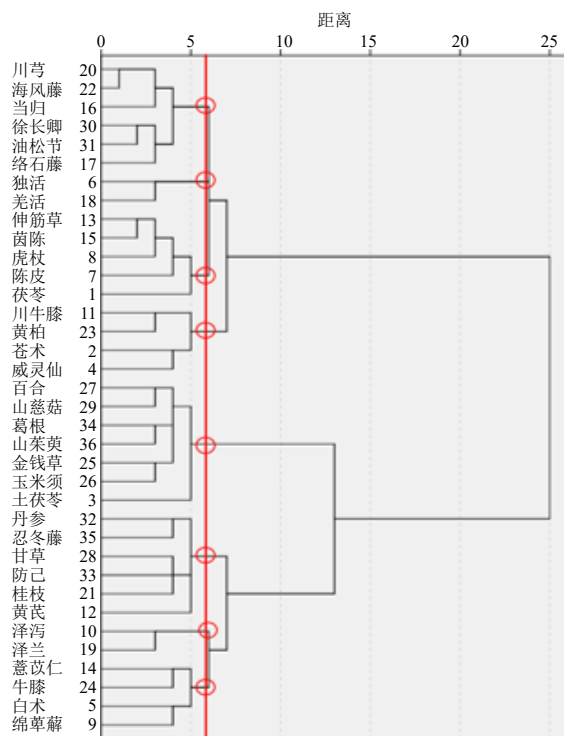 距离
0 5 10 15 20 25
川芎 20
海风藤 22
当归 16
徐长卿 30
油松节 31
络石藤 17
独活 6
羌活 18
伸筋草 13
茵陈 15
虎杖 8
陈皮 7
茯苓 1
川牛膝 11
黄柏 23
苍术 2
威灵仙 4
百合 27
山慈菇 29
葛根 34
山茱萸 36
金钱草 25
玉米须 26
土茯苓 3
丹参 32
忍冬藤 35
甘草 28
防己 33
桂枝 21
黄芪 12
泽泻 10
泽兰 19
薏苡仁 14
牛膝 24
白术 5
绵萆薢 9